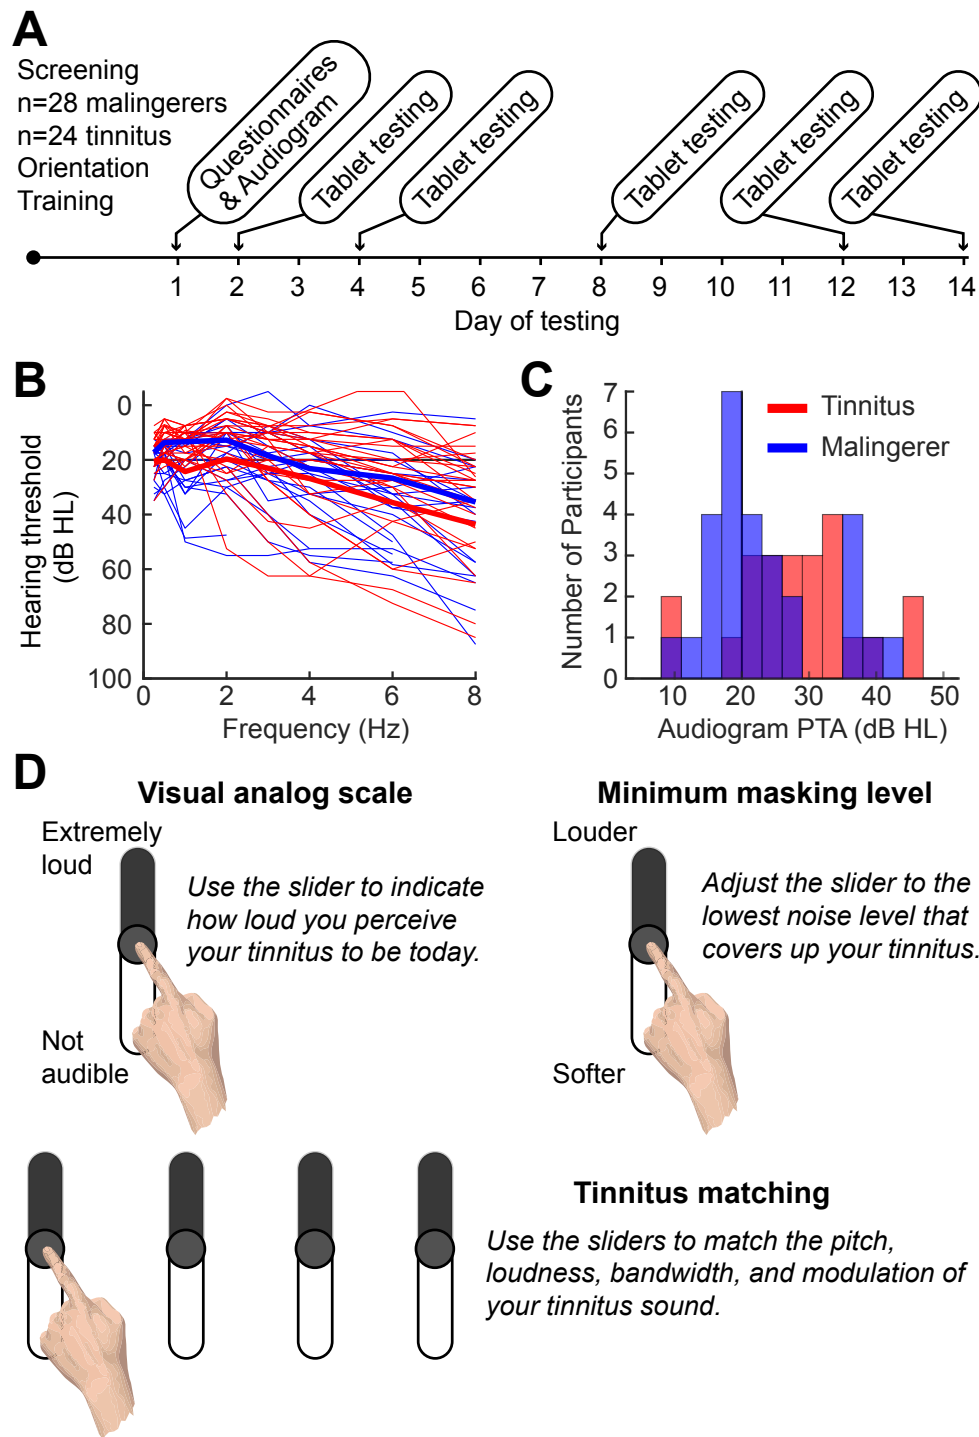 A
Screening
n=28 malingerers
n=24 tinnitus
Orientation
Training
Questionnaires
& Audiogram
Tablet testing
Tablet testing
Tablet testing
Tablet testing
Tablet testing
1 2 3 4 5 6 7 8 9 10 11 12 13 14
Day of testing
B
Hearing threshold
(dB HL)
0
20
40
60
80
100
0 2 4 6 8
Frequency (Hz)
C
Number of Participants
7
6
5
4
3
2
1
0
Tinnitus
Malingerer
10 20 30 40 50
Audiogram PTA (dB HL)
D
Visual analog scale
Extremely
loud
Use the slider to indicate
how loud you perceive
your tinnitus to be today.
Not
audible
Minimum masking level
Louder
Adjust the slider to the
lowest noise level that
covers up your tinnitus.
Softer
Tinnitus matching
Use the sliders to match the pitch,
loudness, bandwidth, and modulation of
your tinnitus sound.